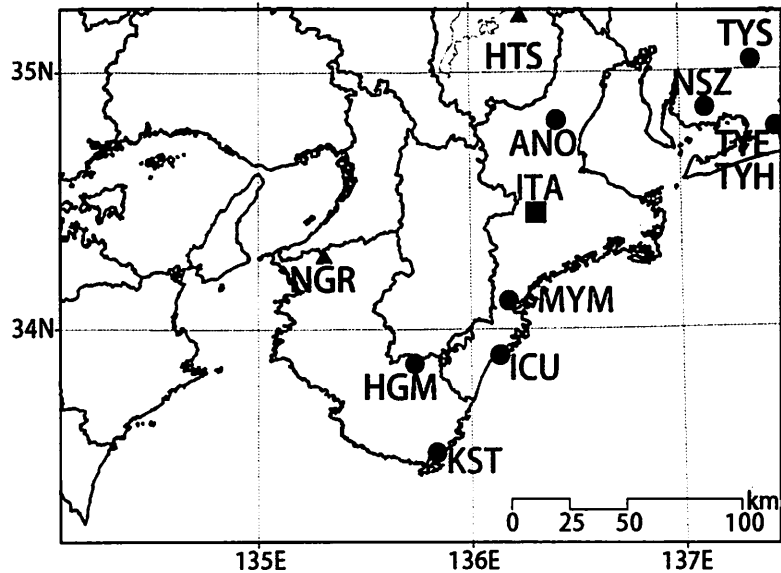 TYS
35N
HTS
NSZ
ANO
TYE
TYH
ITA
NGR
MYM
34N
HGM
ICU
KST
km
0 25 50 100
135E 136E 137E